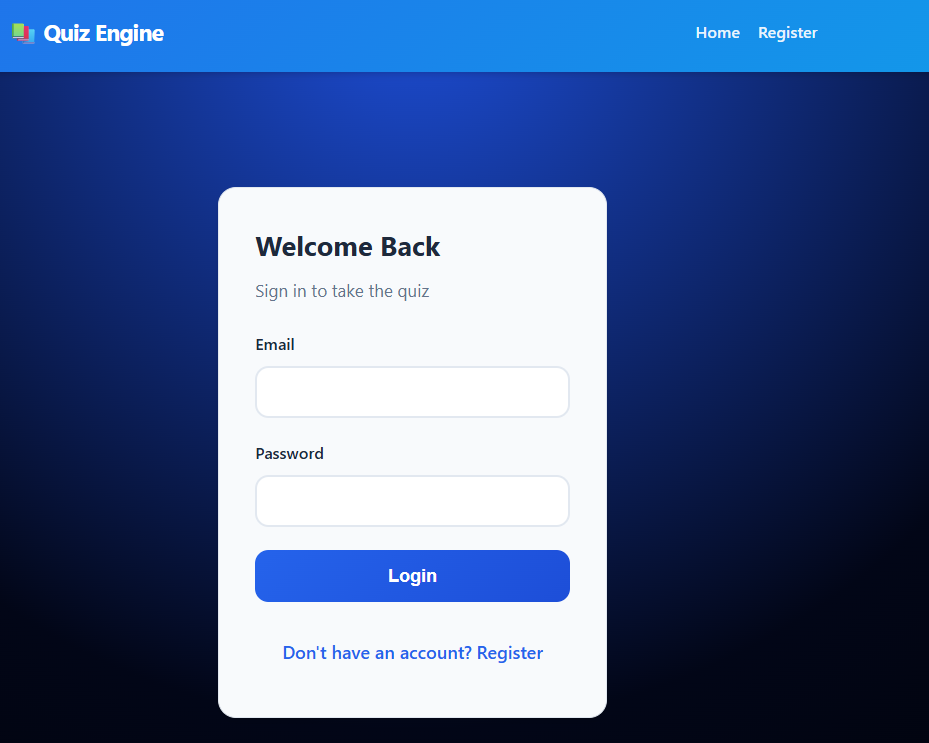 Quiz Engine
Home Register
Welcome Back
Sign in to take the quiz
Email
Password
Login
Don't have an account? Register